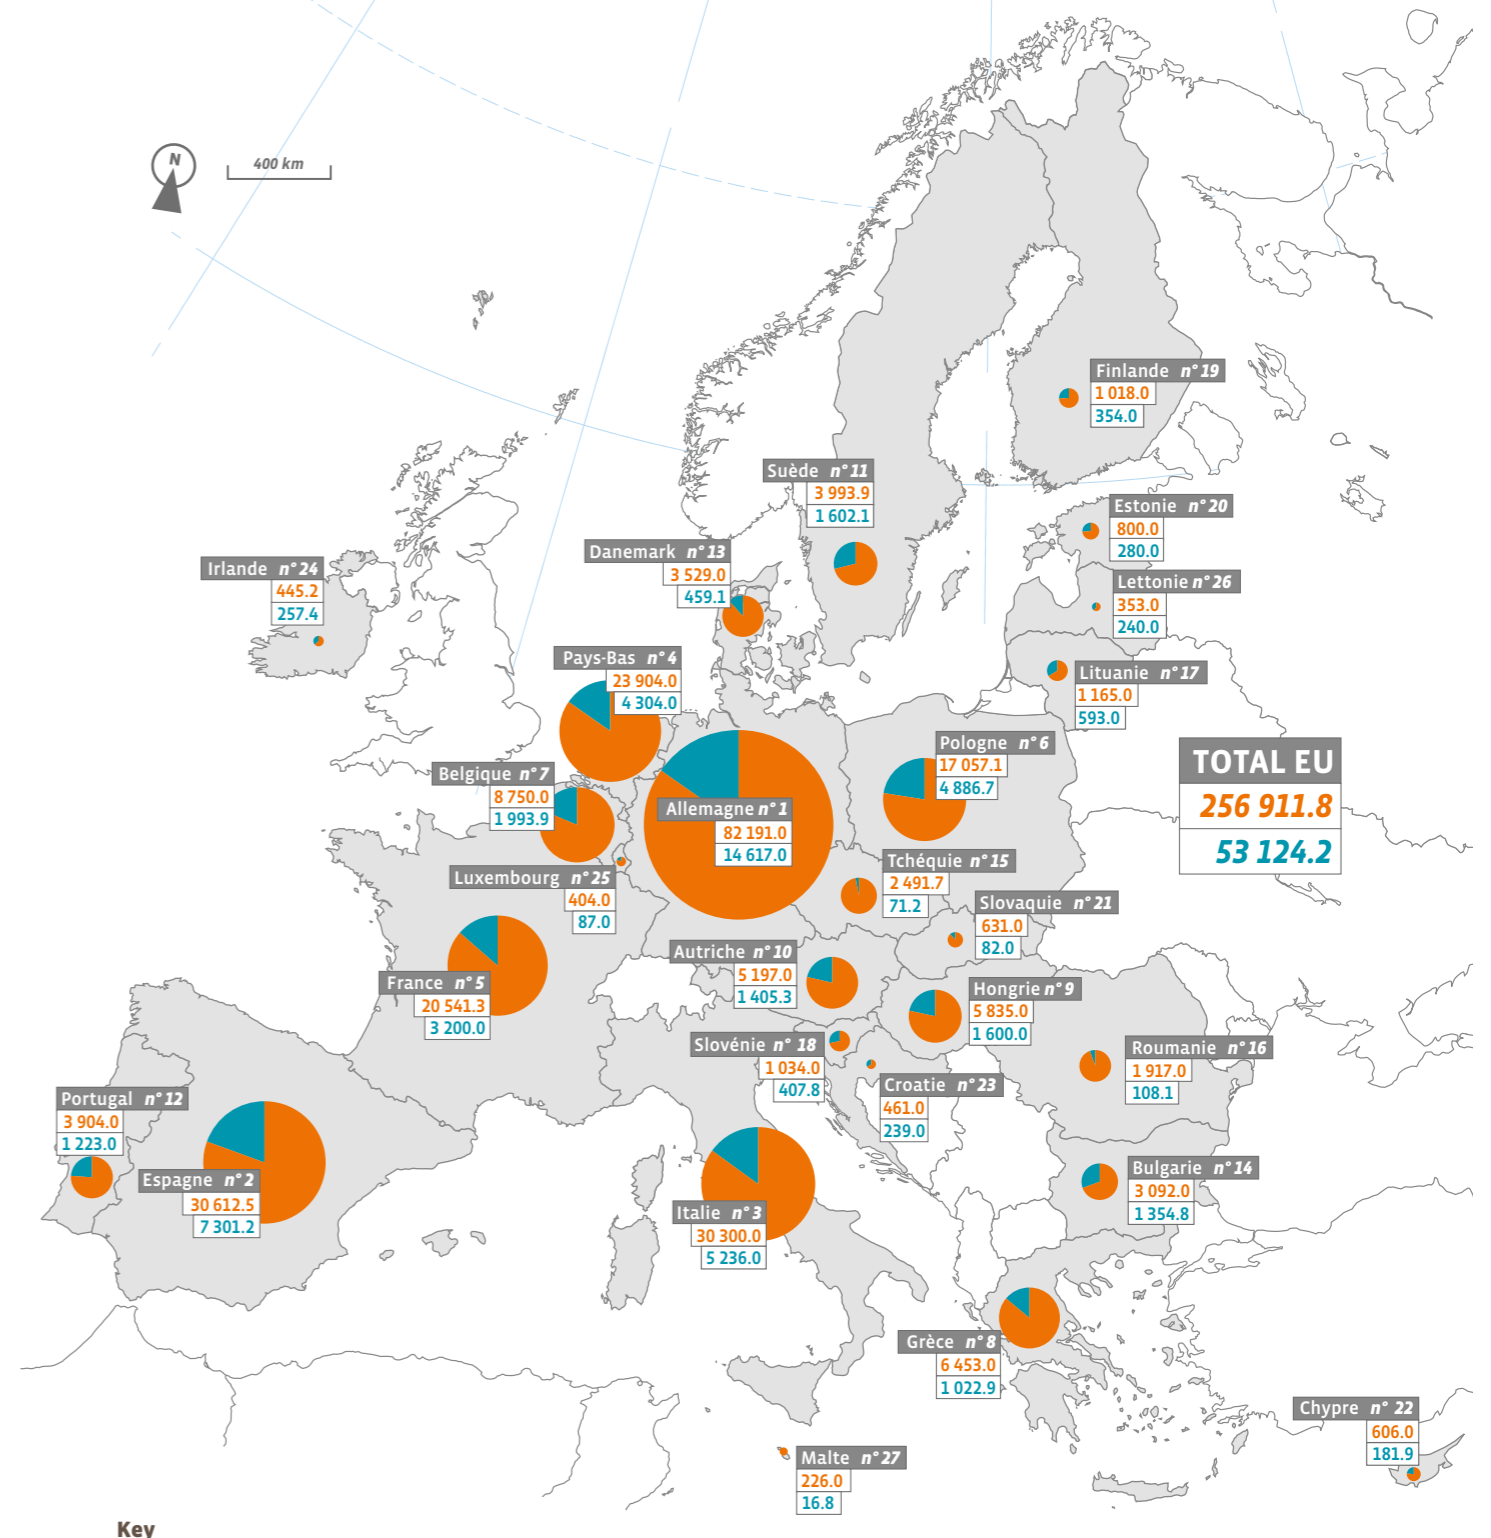 N
400 km
Finlande n° 19
1 018.0
354.0
Suède n° 11
3 993.9
1 602.1
Estonie n° 20
800.0
280.0
Danemark n° 13
3 529.0
459.1
Irlande n° 24
445.2
257.4
Lettonie n° 26
353.0
240.0
Pays-Bas n° 4
23 904.0
4 304.0
Lituanie n° 17
1 165.0
593.0
Pologne n° 6
17 057.1
4 886.7
TOTAL EU
256 911.8
53 124.2
Belgique n° 7
8 750.0
1 993.9
Allemagne n° 1
82 191.0
14 617.0
Tchéquie n° 15
2 491.7
71.2
Luxembourg n° 25
404.0
87.0
Slovaquie n° 21
631.0
82.0
Autriche n° 10
5 197.0
1 405.3
France n° 5
20 541.3
3 200.0
Hongrie n° 9
5 835.0
1 600.0
Slovénie n° 18
1 034.0
407.8
Roumanie n° 16
1 917.0
108.1
Croatie n° 23
461.0
239.0
Portugal n° 12
3 904.0
1 223.0
Espagne n° 2
30 612.5
7 301.2
Bulgarie n° 14
3 092.0
1 354.8
Italie n° 3
30 300.0
5 236.0
Grèce n° 8
6 453.0
1 022.9
Chypre n° 22
606.0
181.9
Malte n° 27
226.0
16.8
Key